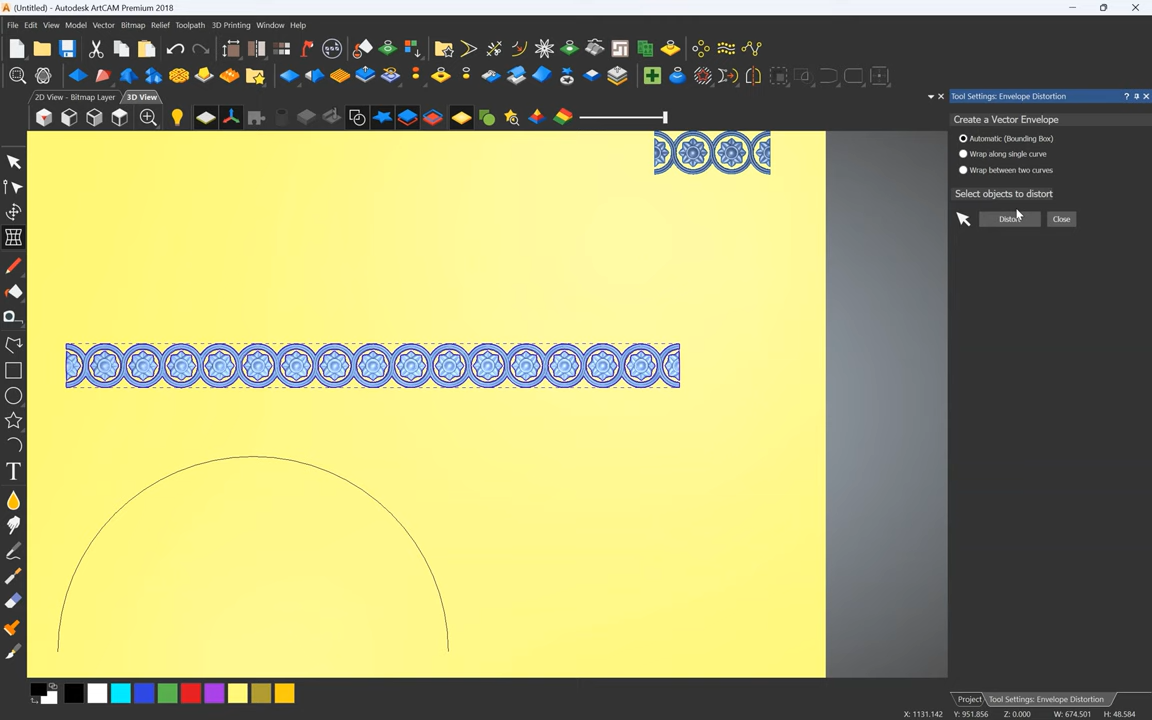 (Untitled) - Autodesk ArtCAM Premium 2018
File Edit View Model Vector Bitmap Relief Toolpath 3D Printing Window Help
2D View - Bitmap Layer 3D View
Tool Settings: Envelope Distortion
Create a Vector Envelope
Automatic (Bounding Box)
Wrap along single curve
Wrap between two curves
Select objects to distort
Distort Close
Project Tool Settings: Envelope Distortion
X: 1131.142 Y: 951.856 Z: 0.000 W: 674.501 H: 48.584